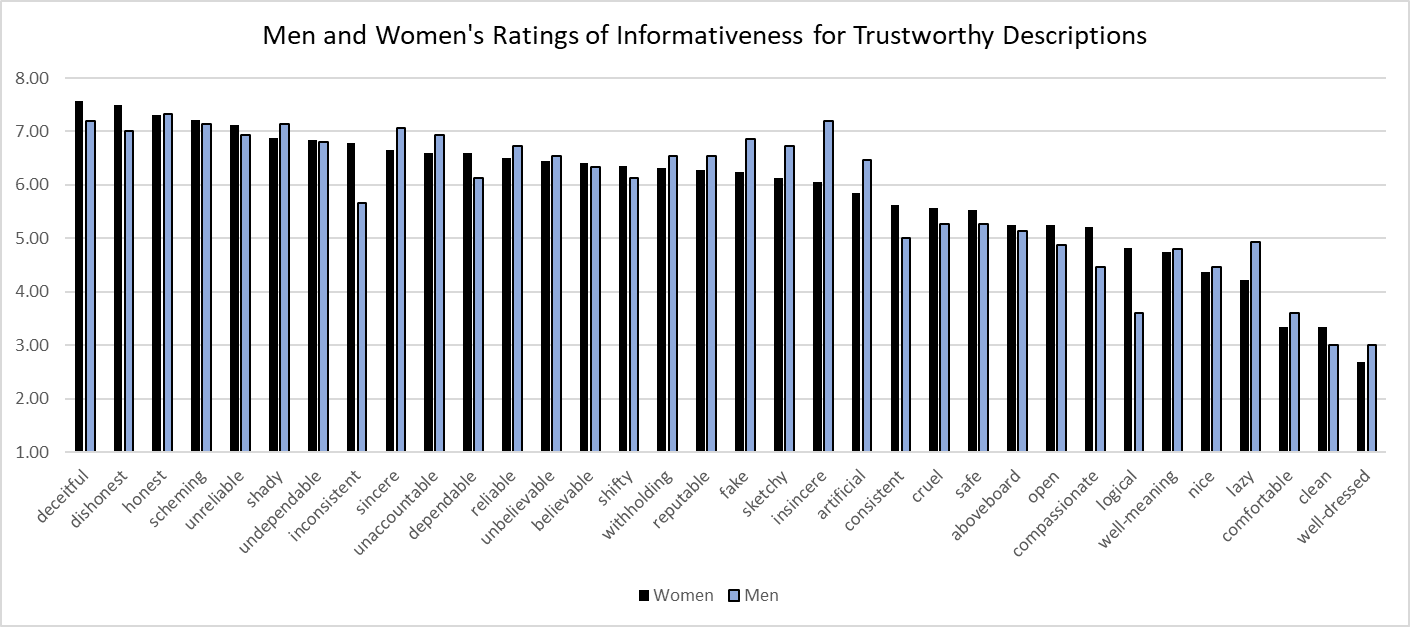 Men and Women's Ratings of Informativeness for Trustworthy Descriptions
8.00
7.00
6.00
5.00
4.00
3.00
2.00
1.00
deceitful
dishonest
honest
scheming
unreliable
shady
undependable
inconsistent
sincere
unaccountable
dependable
reliable
unbelievable
believable
shifty
withholding
reputable
fake
sketchy
insincere
artificial
consistent
cruel
safe
aboveboard
open
compassionate
logical
well-meaning
nice
lazy
comfortable
clean
well-dressed
Women Men